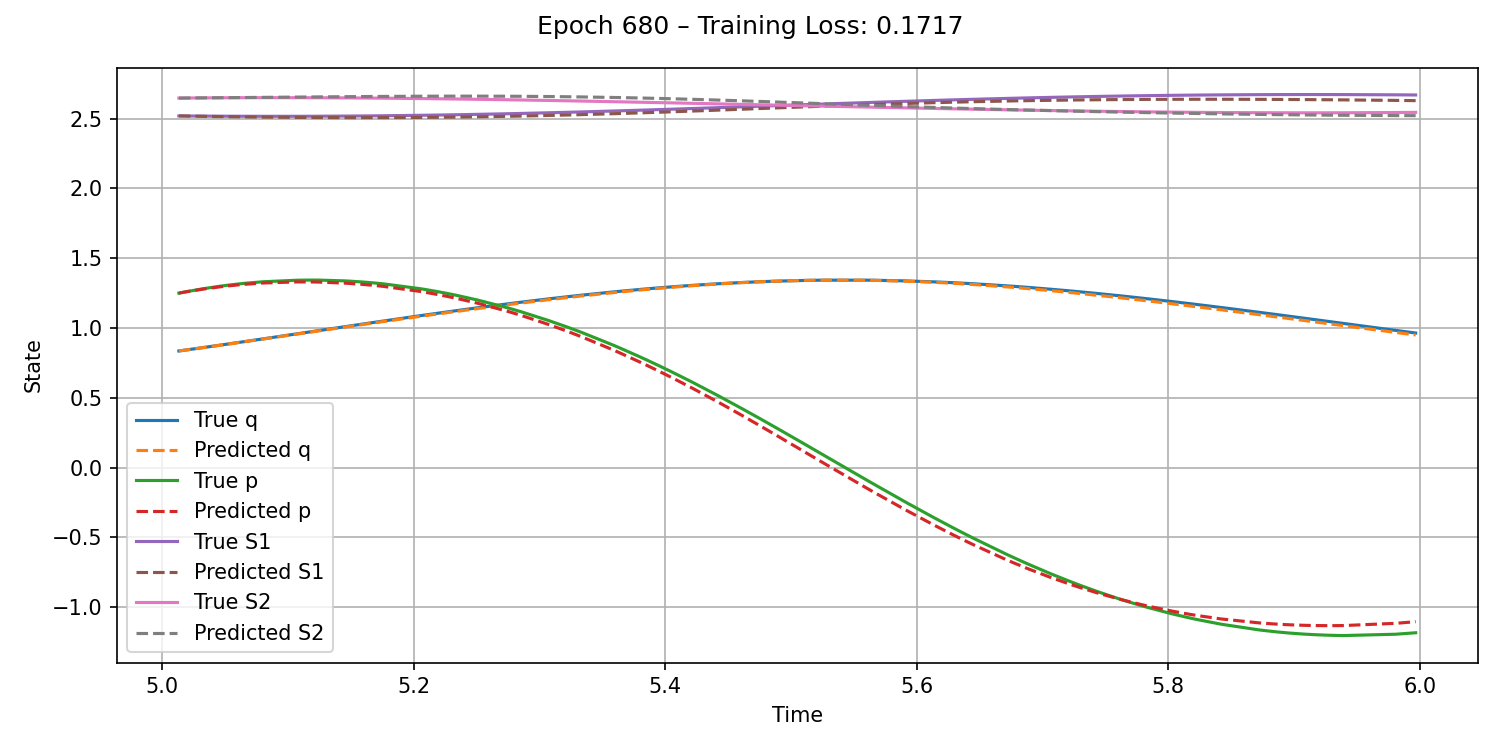 Epoch 680 – Training Loss: 0.1717
State
2.5
2.0
1.5
1.0
0.5
0.0
−0.5
−1.0
True q
Predicted q
True p
Predicted p
True S1
Predicted S1
True S2
Predicted S2
5.0 5.2 5.4 5.6 5.8 6.0
Time